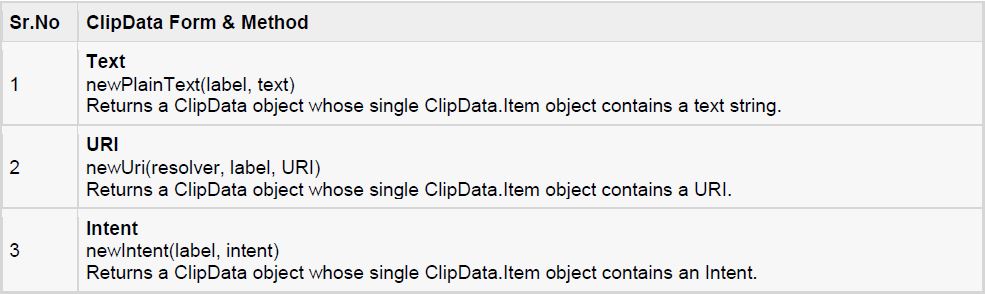 Sr.No ClipData Form & Method
1
Text
newPlainText(label, text)
Returns a ClipData object whose single ClipData.Item object contains a text string.
2
URI
newUri(resolver, label, URI)
Returns a ClipData object whose single ClipData.Item object contains a URI.
3
Intent
newIntent(label, intent)
Returns a ClipData object whose single ClipData.Item object contains an Intent.